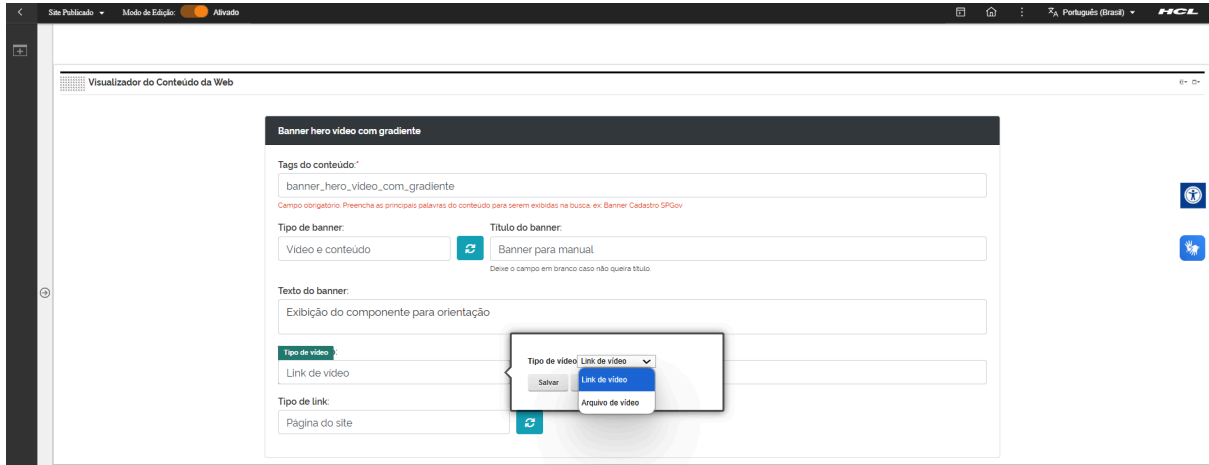 Site Publicado Modo de Edição: Ativado Português (Brasil) HCL
Visualizador do Conteúdo da Web
Banner hero vídeo com gradiente
Tags do conteúdo:*
banner_hero_video_com_gradiente
Campo obrigatório. Preencha as principais palavras do conteúdo para serem exibidas na busca. ex: Banner Cadastro SPGov
Tipo de banner: Título do banner:
Vídeo e conteúdo Banner para manual
Deixe o campo em branco caso não queira título.
Texto do banner:
Exibição do componente para orientação
Tipo de vídeo
Link de vídeo
Tipo de vídeo Link de vídeo
Salvar
Link de vídeo
Arquivo de vídeo
Tipo de link:
Página do site